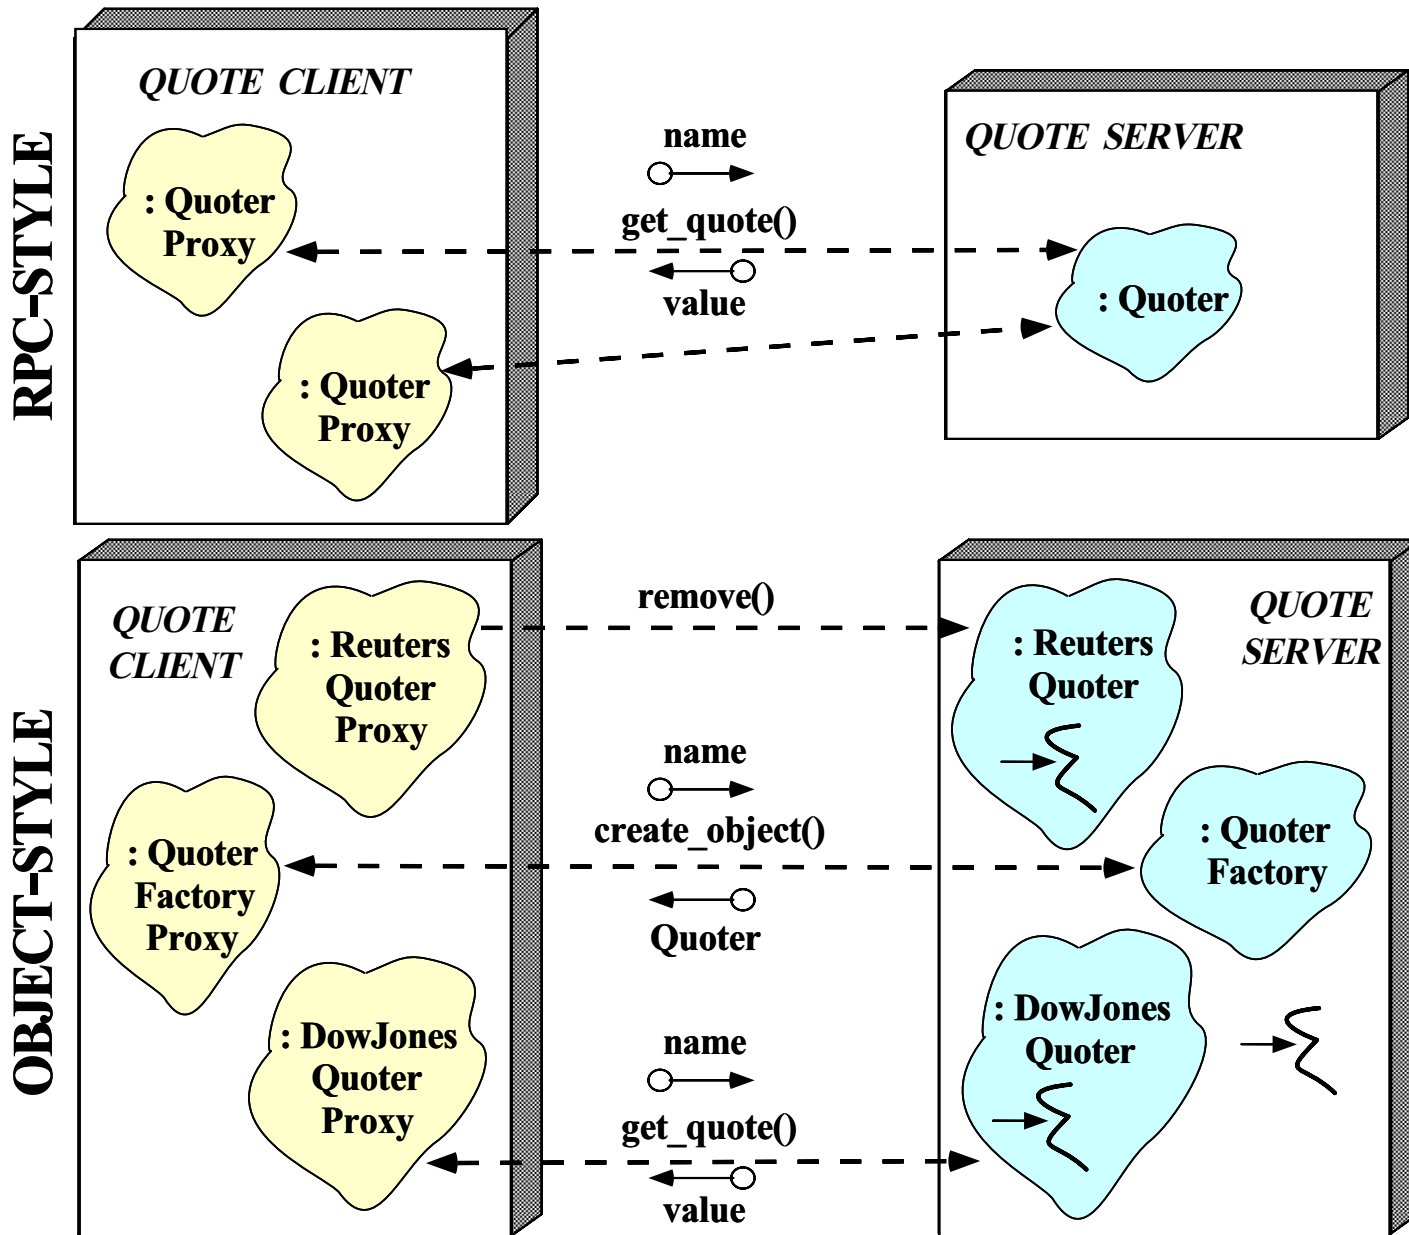 RPC-STYLE
QUOTE CLIENT
: Quoter
Proxy
: Quoter
Proxy
name
get_quote()
value
QUOTE SERVER
: Quoter
OBJECT-STYLE
QUOTE
CLIENT
: Reuters
Quoter
Proxy
: Quoter
Factory
Proxy
: DowJones
Quoter
Proxy
remove()
name
create_object()
Quoter
name
get_quote()
value
QUOTE
SERVER
: Reuters
Quoter
: Quoter
Factory
: DowJones
Quoter